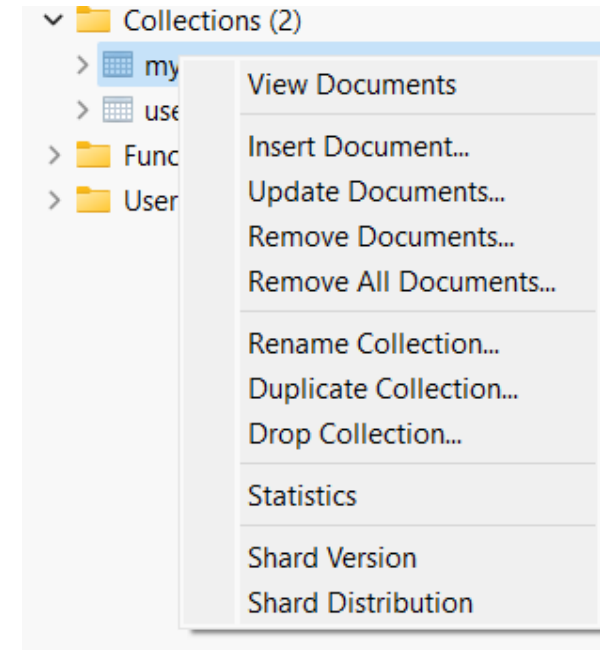 Collections (2)
my
View Documents
use
Insert Document...
Func
Update Documents...
User
Remove Documents...
Remove All Documents...
Rename Collection...
Duplicate Collection...
Drop Collection...
Statistics
Shard Version
Shard Distribution